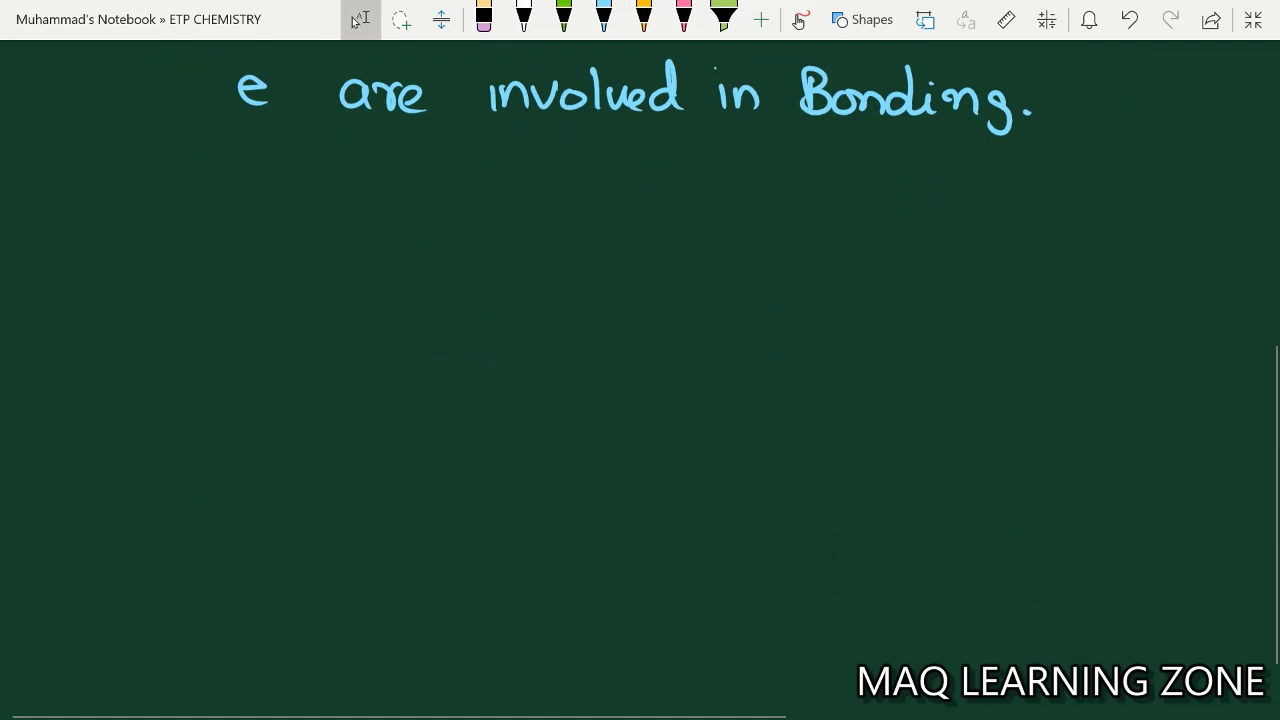 Muhammad's Notebook » ETP CHEMISTRY
Shapes
e are involved in Bonding.
MAQ LEARNING ZONE